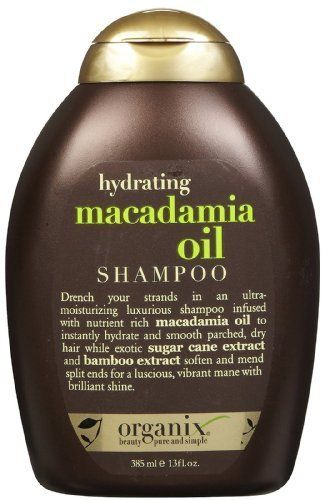 hydrating
macadamia
oil
SHAMPOO
Drench your strands in an ultra-
moisturizing luxurious shampoo infused
with nutrient rich macadamia oil to
instantly hydrate and smooth parched, dry
hair while exotic sugar cane extract
and bamboo extract soften and mend
split ends for a luscious, vibrant mane with
brilliant shine.
organix®
beauty pure and simple
385 ml e 13fl.oz.